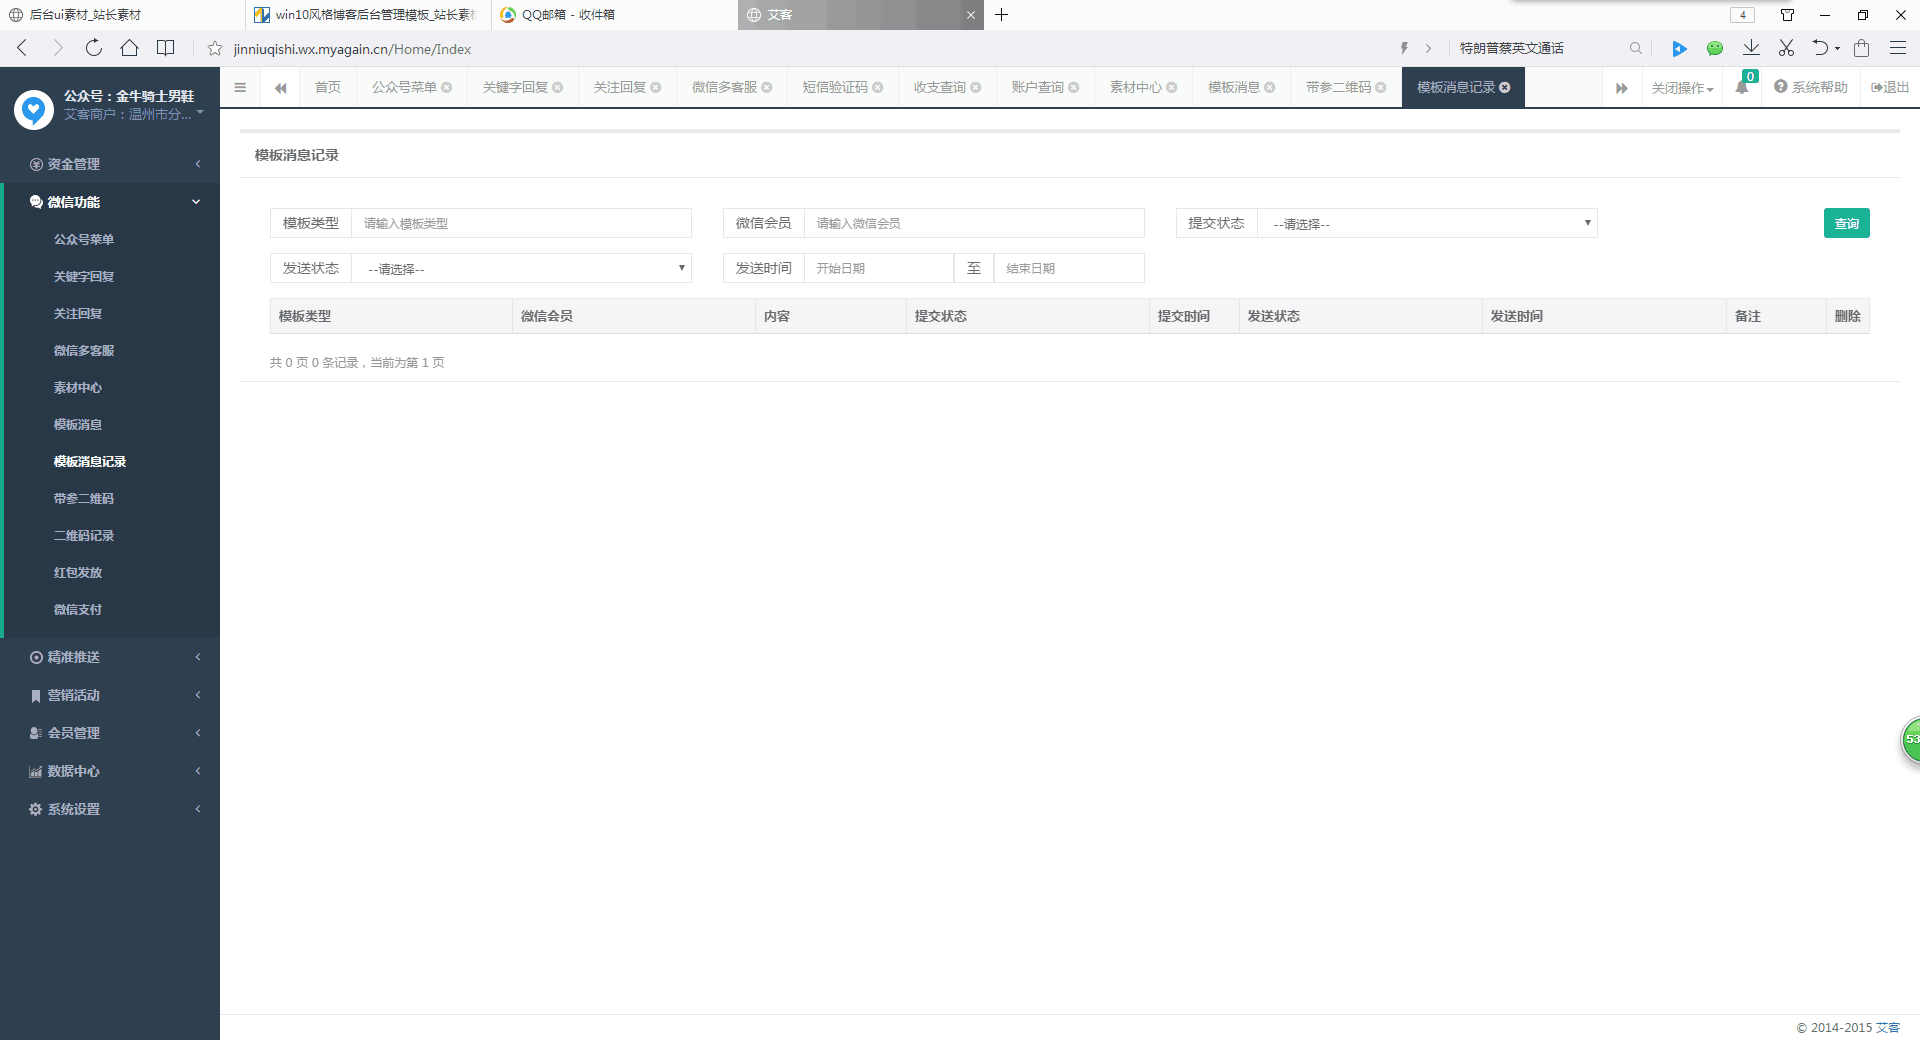 后台ui素材_站长素材
win10风格博客后台管理模板_站长素材
QQ邮箱 - 收件箱
艾客
4
jinniuqishi.wx.myagain.cn/Home/Index
特朗普蔡英文通话
公众号：金牛骑士男鞋
艾客商户：温州市分...
首页
公众号菜单
关键字回复
关注回复
微信多客服
短信验证码
收支查询
账户查询
素材中心
模板消息
带参二维码
模板消息记录
关闭操作
0
系统帮助
退出
资金管理
微信功能
公众号菜单
关键字回复
关注回复
微信多客服
素材中心
模板消息
模板消息记录
带参二维码
二维码记录
红包发放
微信支付
精准推送
营销活动
会员管理
数据中心
系统设置
模板消息记录
模板类型 请输入模板类型
微信会员 请输入微信会员
提交状态 --请选择--
查询
发送状态 --请选择--
发送时间 开始日期 至 结束日期
模板类型 微信会员 内容 提交状态 提交时间 发送状态 发送时间 备注 删除
共 0 页 0 条记录，当前为第 1 页
53
© 2014-2015 艾客